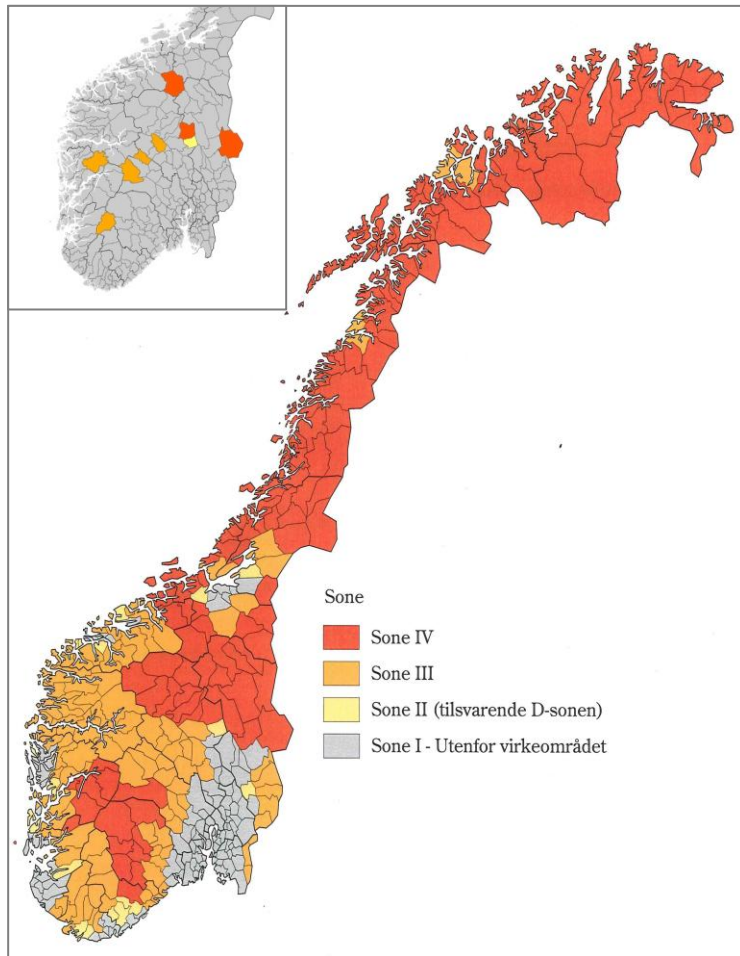 Sone
Sone IV
Sone III
Sone II (tilsvarende D-sonen)
Sone I - Utenfor virkeområdet